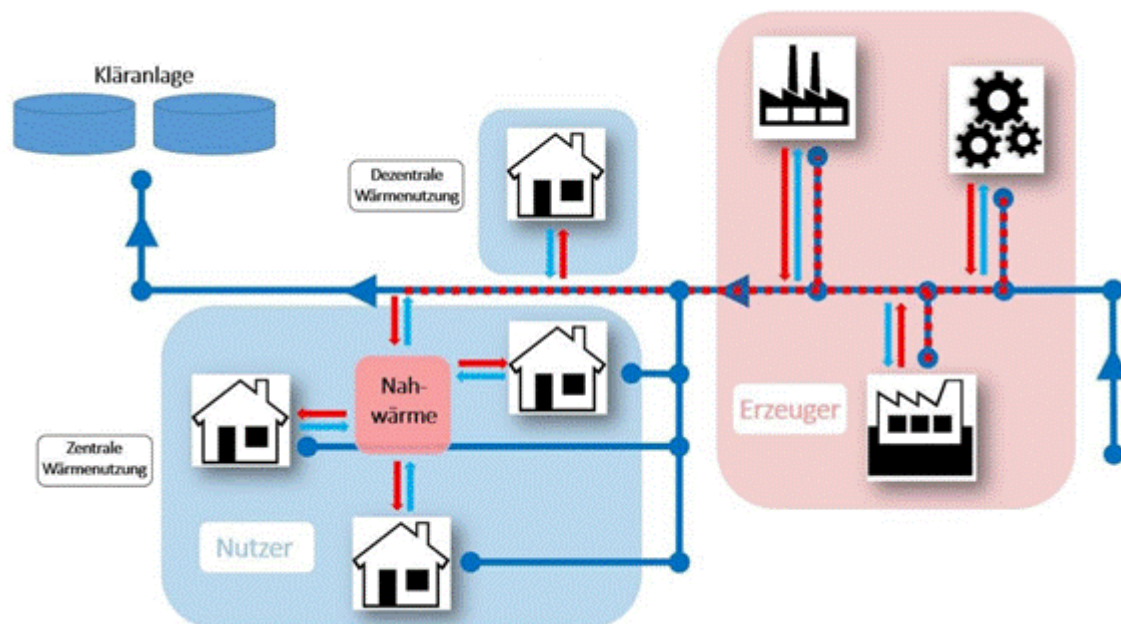 Kläranlage
Dezentrale
Wärmenutzung
Nah-
wärme
Erzeuger
Zentrale
Wärmenutzung
Nutzer